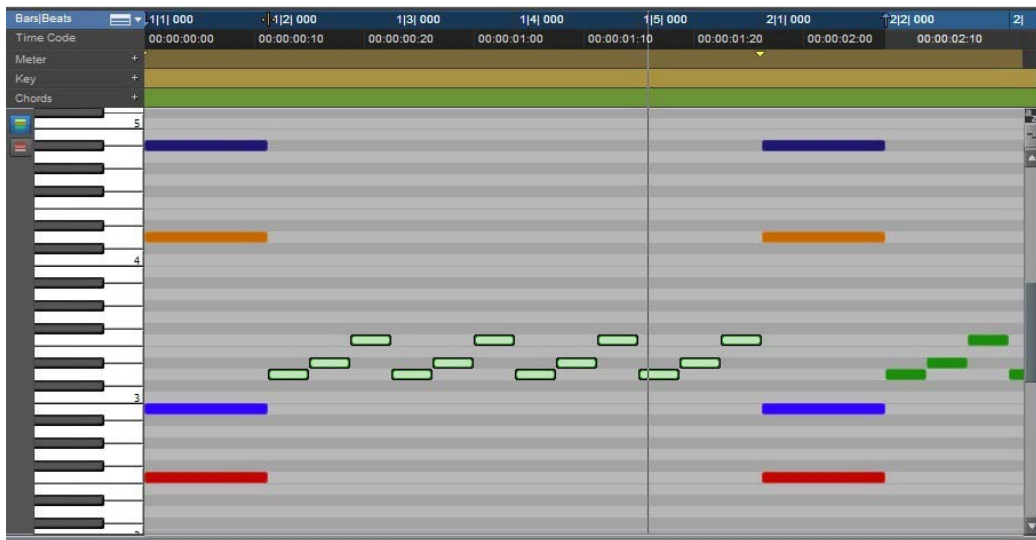 Bars|Beats 1|1| 000 1|2| 000 1|3| 000 1|4| 000 1|5| 000 2|1| 000 2|2| 000 2|
Time Code 00:00:00:00 00:00:00:10 00:00:00:20 00:00:01:00 00:00:01:10 00:00:01:20 00:00:02:00 00:00:02:10
Meter +
Key +
Chords +
5
4
3